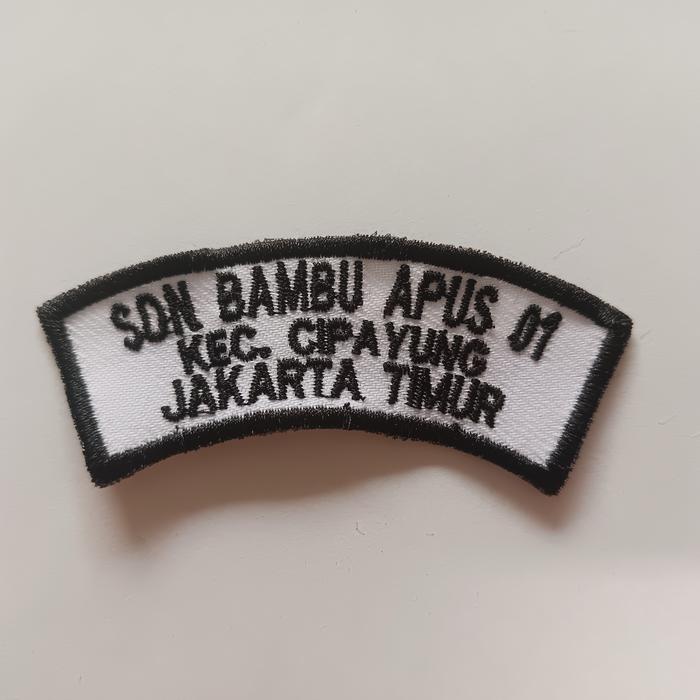 SDN BAMBU APUS 01
KEC. CIPAYUNG
JAKARTA TIMUR